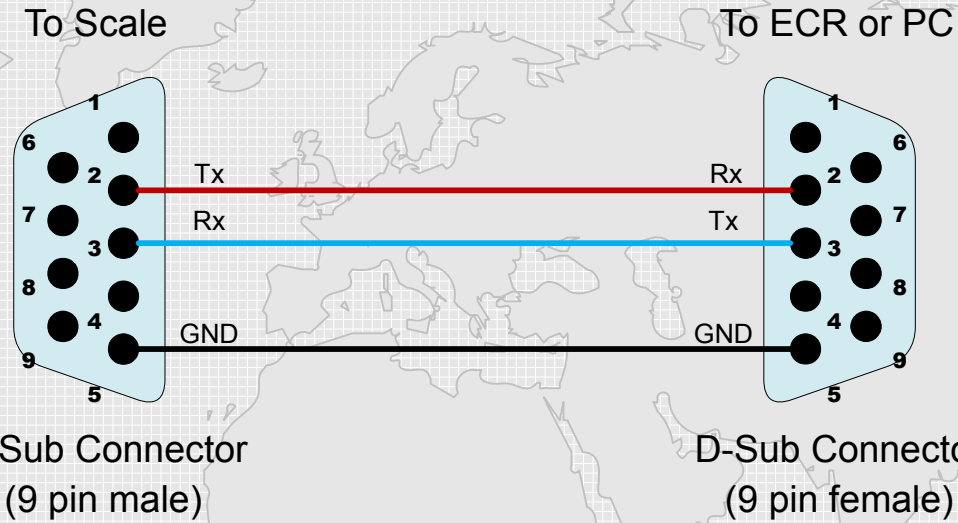 To Scale
To ECR or PC
1
6
2
7
3
8
4
9
5
Tx
Rx
Rx
Tx
GND
GND
1
6
2
7
3
8
4
9
5
Sub Connector
(9 pin male)
D-Sub Connecto
(9 pin female)